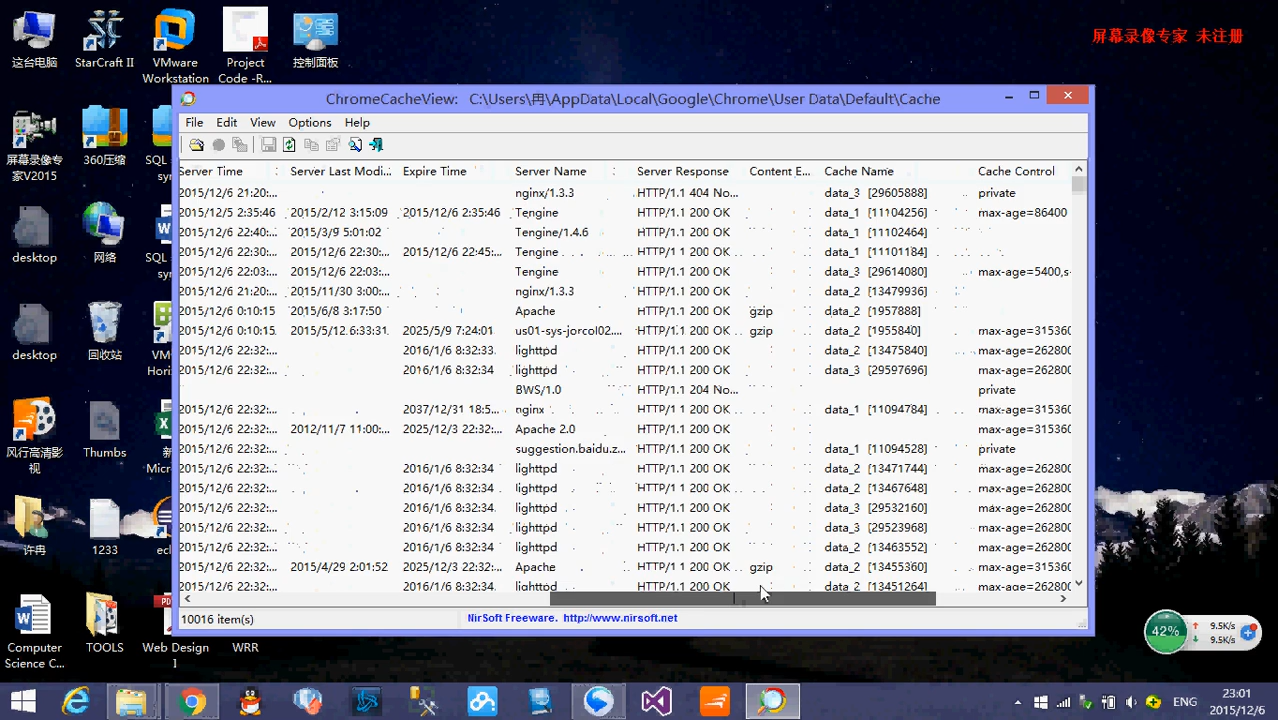 屏幕录像专家 未注册
这台电脑
StarCraft II
VMware
Workstation
Project
Code -R...
控制面板
屏幕录像专
家V2015
360压缩
SQL
syn
desktop
网络
SQL
syn
desktop
回收站
VM
Horiz
风行高清影
视
Thumbs
新
Micro
许冉
1233
ecl
Computer
Science C...
TOOLS
Web Design
I
WRR
ChromeCacheView: C:\Users\冉\AppData\Local\Google\Chrome\User Data\Default\Cache
File Edit View Options Help
Server Time Server Last Modi... Expire Time Server Name Server Response Content E... Cache Name Cache Control
2015/12/6 21:20:... nginx/1.3.3 HTTP/1.1 404 No... data_3 [29605888] private
2015/12/5 2:35:46 2015/2/12 3:15:09 2015/12/6 2:35:46 Tengine HTTP/1.1 200 OK data_1 [11104256] max-age=86400
2015/12/6 22:40:... 2015/3/9 5:01:02 Tengine/1.4.6 HTTP/1.1 200 OK data_1 [11102464]
2015/12/6 22:30:... 2015/12/6 22:30:... 2015/12/6 22:45:... Tengine HTTP/1 1 200 OK data_1 [11101184]
2015/12/6 22:03:... 2015/12/6 22:03:... Tengine HTTP/1.1 200 OK data_3 [29614080] max-age=5400,s-
2015/12/6 21:20:... 2015/11/30 3:00:... nginx/1.3.3 HTTP/1.1 200 OK data_2 [13479936]
2015/12/6 0:10:15 2015/6/8 3:17:50 Apache HTTP/1.1 200 OK gzip data_2 [1957888]
2015/12/6 0:10:15 2015/5/12 6:33:31 2025/5/9 7:24:01 us01-sys-jorcol02.... HTTP/1.1 200 OK gzip data_2 [1955840] max-age=315360
2015/12/6 22:32:... 2016/1/6 8:32:33 lighttpd HTTP/1.1 200 OK data_2 [13475840] max-age=262800
2015/12/6 22:32:... 2016/1/6 8:32:34 lighttpd HTTP/1.1 200 OK data_3 [29597696] max-age=262800
BWS/1.0 HTTP/1.1 204 No... private
2015/12/6 22:32:... 2037/12/31 18:5... nginx HTTP/1 1 200 OK data_1 [11094784] max-age=315360
2015/12/6 22:32:... 2012/11/7 11:00:... 2025/12/3 22:32:... Apache 2.0 HTTP/1.1 200 OK max-age=315360
suggestion.baidu.z... HTTP/1.1 200 OK data_1 [11094528] private
2015/12/6 22:32:... 2016/1/6 8:32:34 lighttpd HTTP/1.1 200 OK data_2 [13471744] max-age=262800
2015/12/6 22:32:... 2016/1/6 8:32:34 lighttpd HTTP/1.1 200 OK data_2 [13467648] max-age=262800
2015/12/6 22:32:... 2016/1/6 8:32:34 lighttpd HTTP/1.1 200 OK data_3 [29532160] max-age=262800
2015/12/6 22:32:... 2016/1/6 8:32:34 lighttpd HTTP/1.1 200 OK data_3 [29523968] max-age=262800
2015/12/6 22:32:... 2016/1/6 8:32:34 lighttpd HTTP/1.1 200 OK data_2 [13463552] max-age=262800
2015/12/6 22:32:... 2015/4/29 2:01:52 2025/12/3 22:32:... Apache HTTP/1 1 200 OK gzip data_2 [13455360] max-age=315360
2015/12/6 22:32:... 2016/1/6 8:32:34 lighttpd HTTP/1.1 200 OK data_2 [13451264] max-age=262800
10016 item(s) NirSoft Freeware. http://www.nirsoft.net
42%
9.5K/s
9.5K/s
ENG
23:01
2015/12/6